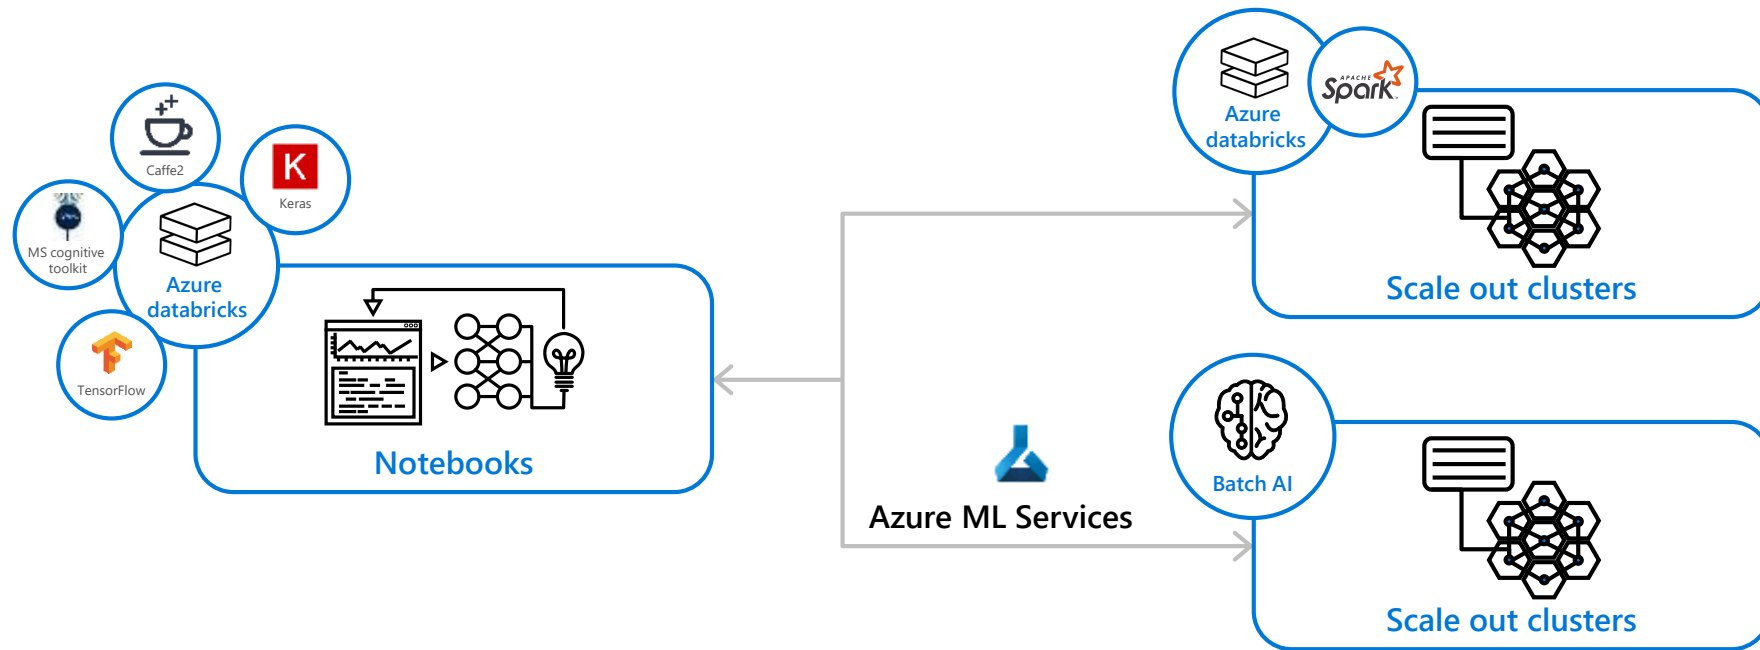 Caffe2
K
Keras
MS cognitive
toolkit
Azure
databricks
TensorFlow
Notebooks
Azure ML Services
Azure
databricks
APACHE
Spark
Scale out clusters
Batch AI
Scale out clusters